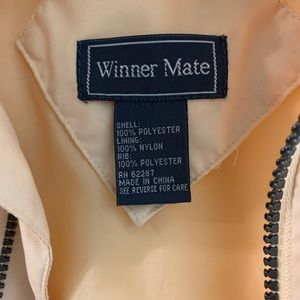 Winner Mate
SHELL:
100% POLYESTER
LINING:
100% NYLON
RIB:
100% POLYESTER
RN 62287
MADE IN CHINA
SEE REVERSE FOR CARE